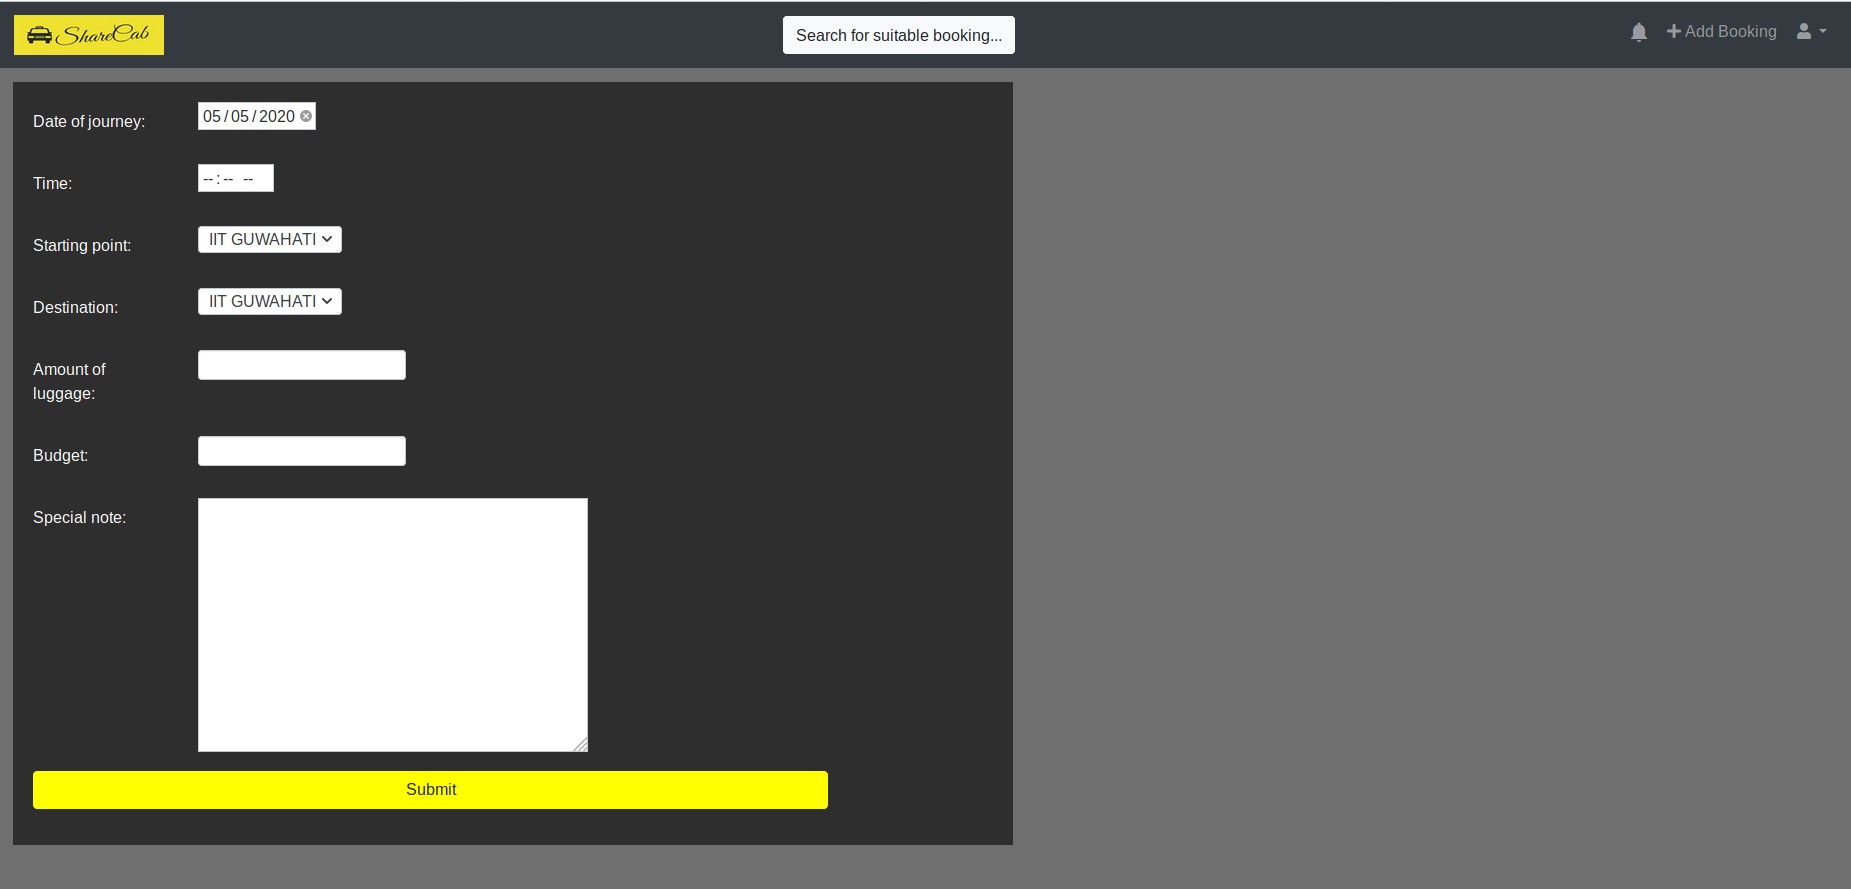 ShareCab
Search for suitable booking...
Add Booking
Date of journey:
05/05/2020
Time:
--:-- --
Starting point:
IIT GUWAHATI
Destination:
IIT GUWAHATI
Amount of
luggage:
Budget:
Special note:
Submit